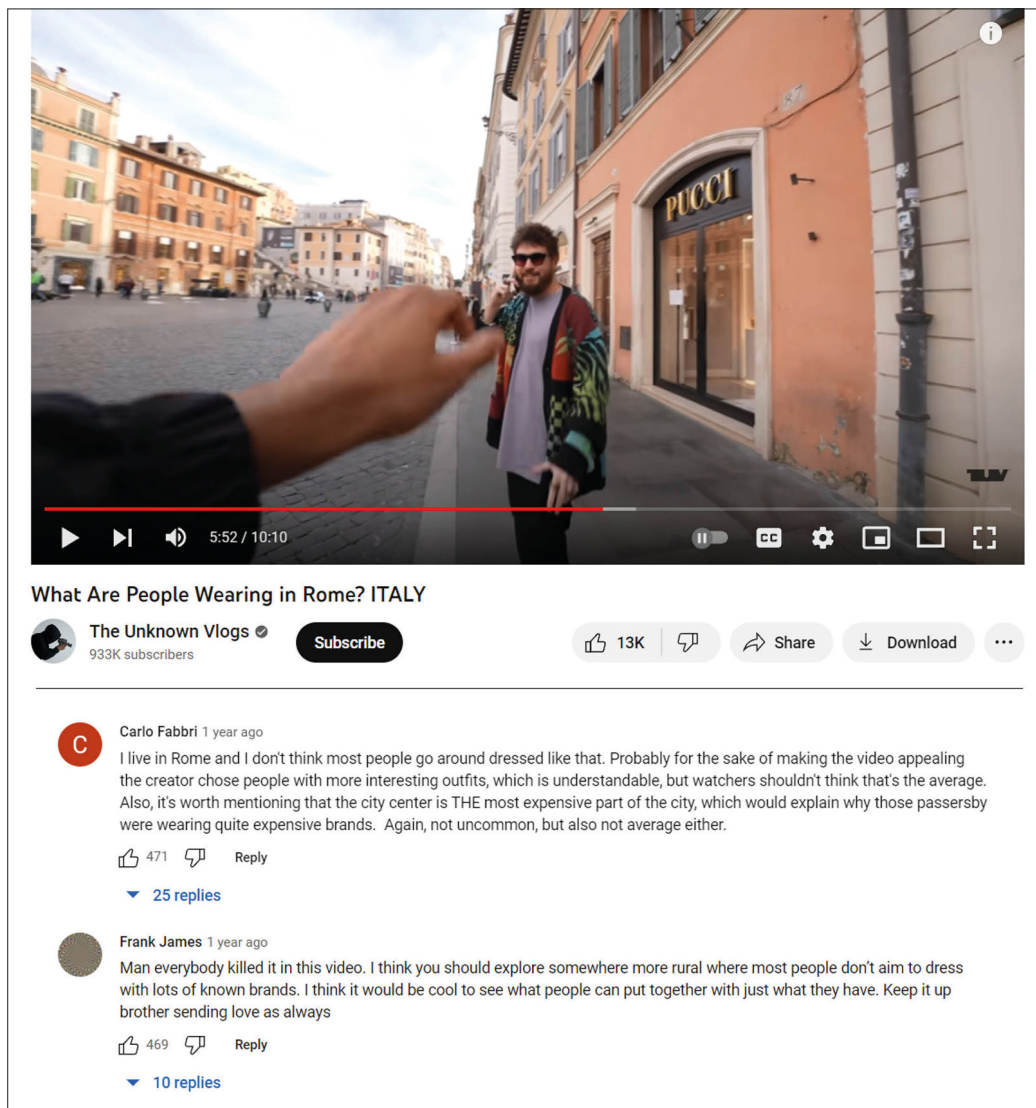 i
87
PUCCI
TUV
5:52 / 10:10
CC
What Are People Wearing in Rome? ITALY
The Unknown Vlogs
933K subscribers
Subscribe
13K
Share
Download
C
Carlo Fabbri 1 year ago
I live in Rome and I don't think most people go around dressed like that. Probably for the sake of making the video appealing
the creator chose people with more interesting outfits, which is understandable, but watchers shouldn't think that's the average.
Also, it's worth mentioning that the city center is THE most expensive part of the city, which would explain why those passersby
were wearing quite expensive brands.  Again, not uncommon, but also not average either.
471 Reply
25 replies
Frank James 1 year ago
Man everybody killed it in this video. I think you should explore somewhere more rural where most people don't aim to dress
with lots of known brands. I think it would be cool to see what people can put together with just what they have. Keep it up
brother sending love as always
469 Reply
10 replies